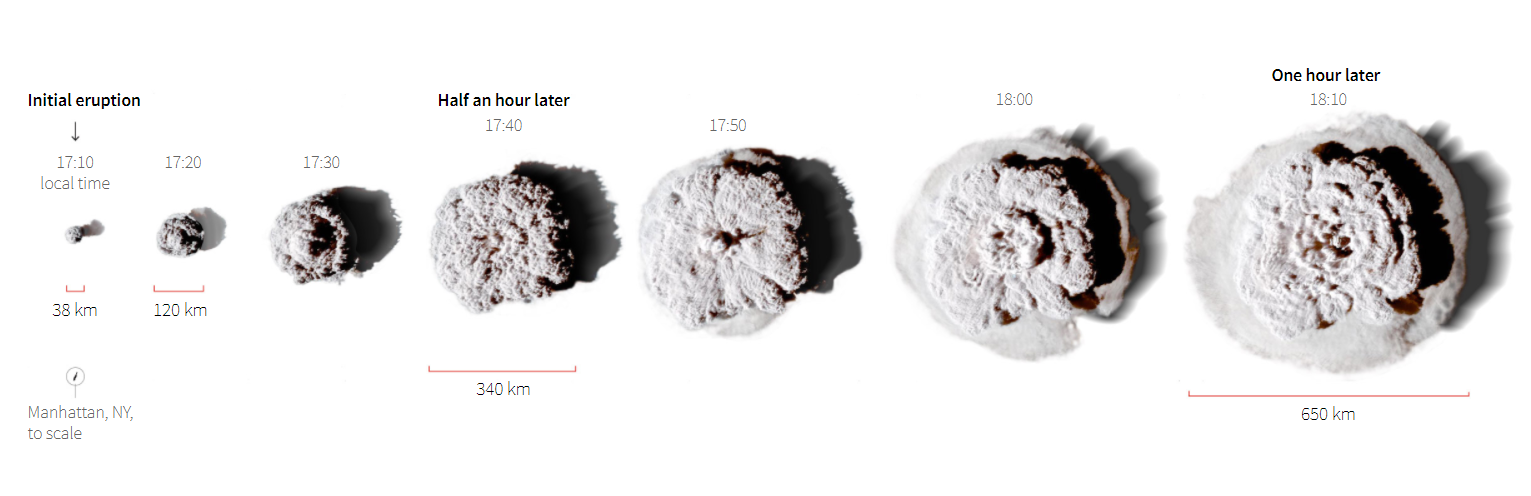 Initial eruption
17:10
local time
38 km
17:20
120 km
17:30
Half an hour later
17:40
340 km
17:50
18:00
One hour later
18:10
650 km
Manhattan, NY,
to scale